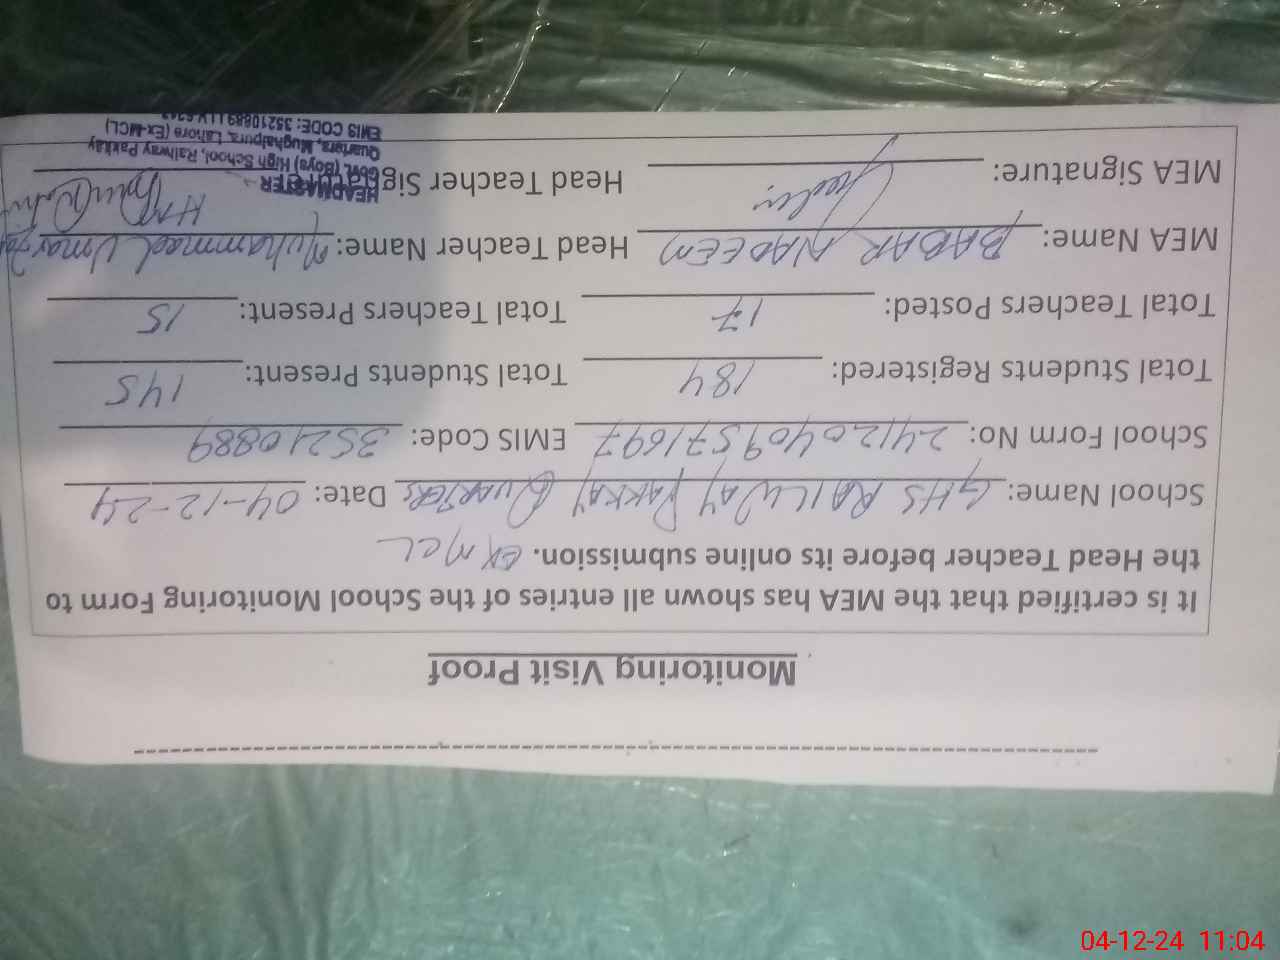 Monitoring Visit Proof
It is certified that the MEA has shown all entries of the School Monitoring Form to
the Head Teacher before its online submission. EX MCL
School Name: GHS RAILWAY PAKKAY QUARTERS Date: 04-12-24
School Form No: 241204095 71697 EMIS Code: 35210889
Total Students Registered: 184 Total Students Present: 145
Total Teachers Posted: 17 Total Teachers Present: 15
MEA Name: BABAR NADEEM Head Teacher Name: Muhammad Umar
MEA Signature: Head Teacher Sig
HEADMASTER
Govt. (Boys) High School, Railway Pakkay
Quarters, Mughalpura, Lahore (Ex-MCL)
EMIS CODE: 35210889
04-12-24 11:04